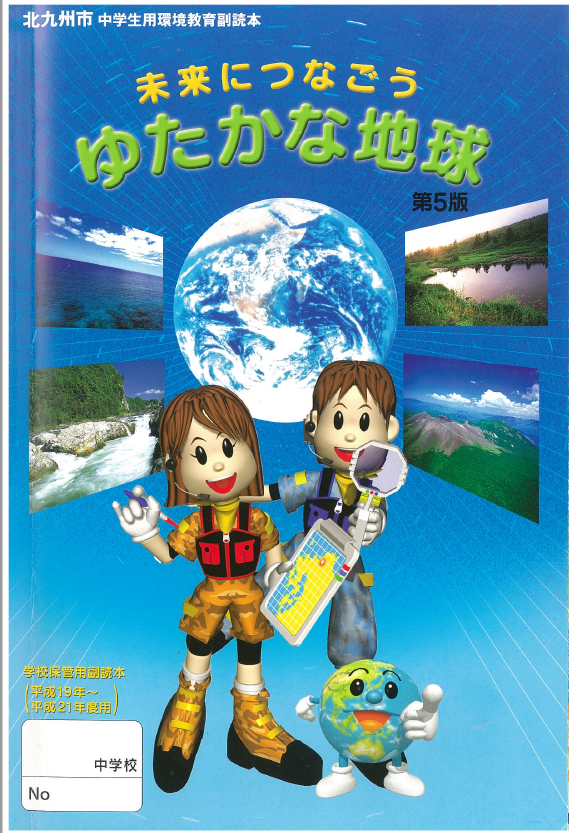 北九州市 中学生用環境教育副読本
未来につなごう
ゆたかな地球
第5版
学校保管用副読本
(平成19年～
平成21年度用)
中学校
No